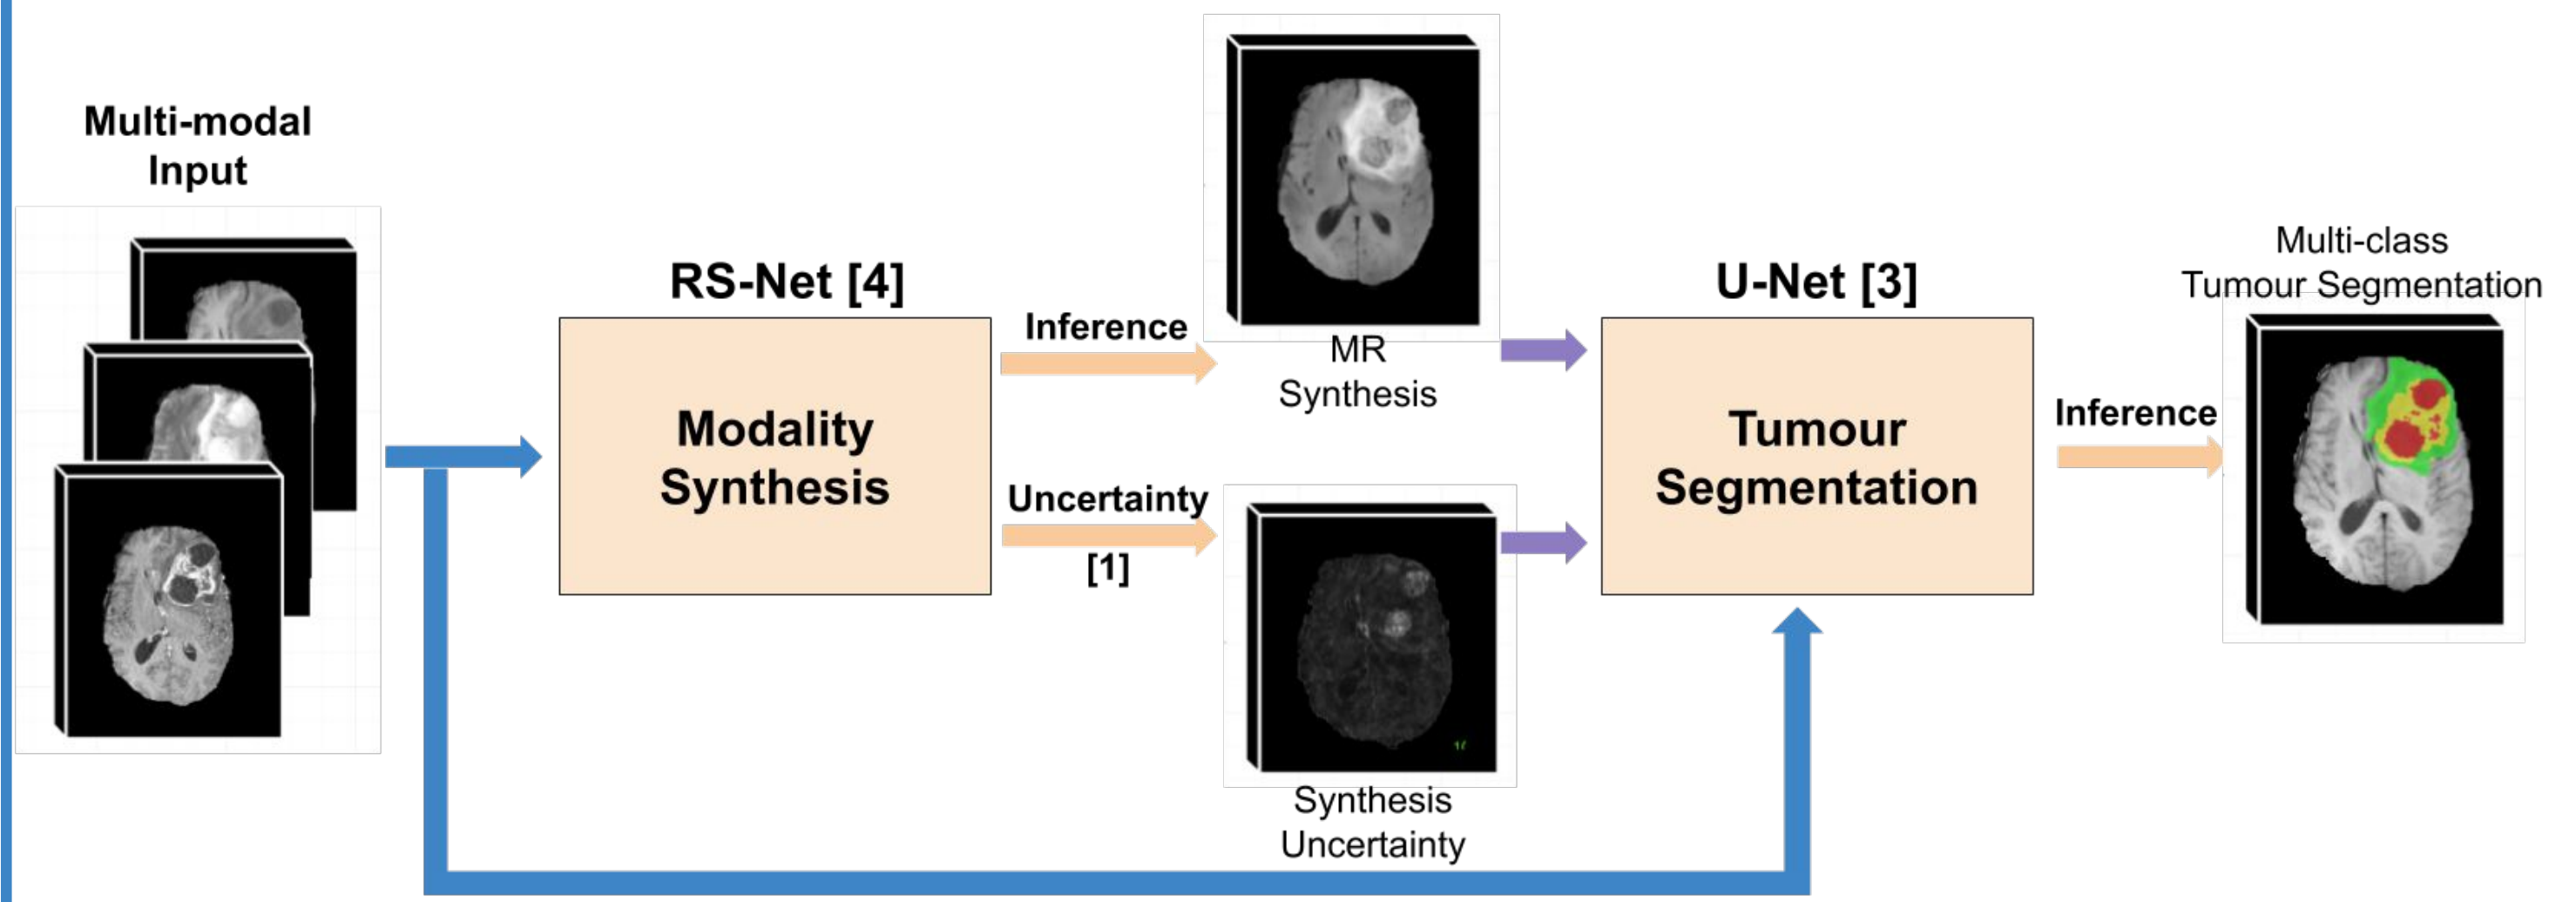 Multi-modal
Input
RS-Net [4]
Modality
Synthesis
Inference
MR
Synthesis
Uncertainty
[1]
Synthesis
Uncertainty
U-Net [3]
Tumour
Segmentation
Inference
Multi-class
Tumour Segmentation